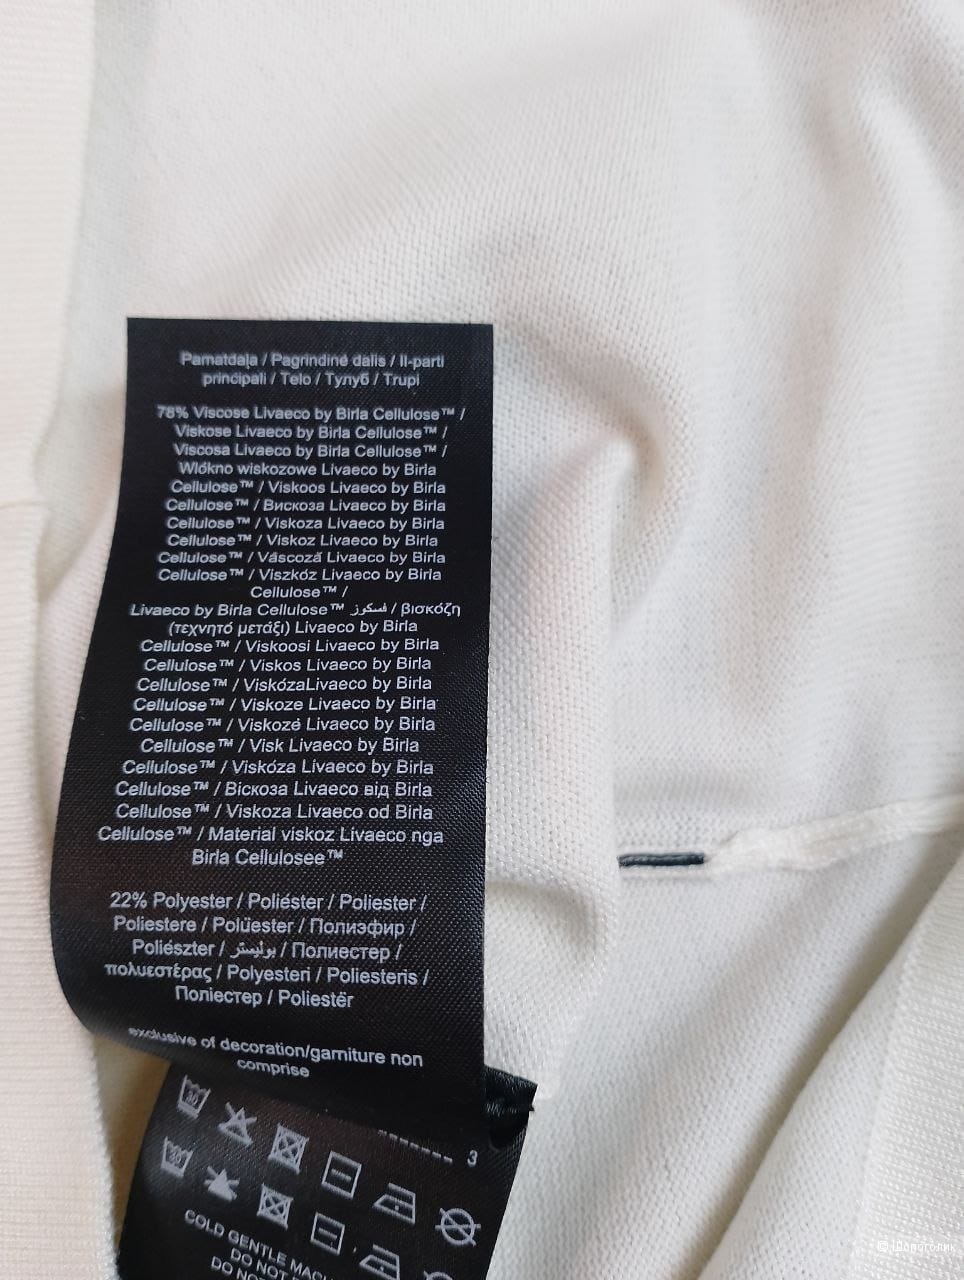 Pamatdaļa / Pagrindinė dalis / Il-parti
prinċipali / Telo / Тулуб / Trupi
78% Viscose Livaeco by Birla Cellulose™ /
Viskose Livaeco by Birla Cellulose™ /
Viscosa Livaeco by Birla Cellulose™ /
Włókno wiskozowe Livaeco by Birla
Cellulose™ / Viskoos Livaeco by Birla
Cellulose™ / Вискоза Livaeco by Birla
Cellulose™ / Viskoza Livaeco by Birla
Cellulose™ / Viskoz Livaeco by Birla
Cellulose™ / Vâscoză Livaeco by Birla
Cellulose™ / Viszkóz Livaeco by Birla
Cellulose™ /
Livaeco by Birla Cellulose™ فسكوز / βισκόζη
(τεχνητό μετάξι) Livaeco by Birla
Cellulose™ / Viskoosi Livaeco by Birla
Cellulose™ / Viskos Livaeco by Birla
Cellulose™ / ViskózaLivaeco by Birla
Cellulose™ / Viskoze Livaeco by Birla
Cellulose™ / Viskozė Livaeco by Birla
Cellulose™ / Visk Livaeco by Birla
Cellulose™ / Viskóza Livaeco by Birla
Cellulose™ / Віскоза Livaeco від Birla
Cellulose™ / Viskoza Livaeco od Birla
Cellulose™ / Material viskoz Livaeco nga
Birla Cellulosee™
22% Polyester / Poliéster / Poliester /
Poliestere / Polüester / Полиэфир /
Poliészter / بوليستر / Полиестер /
πολυεστέρας / Polyesteri / Poliesteris /
Поліестер / Poliestër
exclusive of decoration/garniture non
comprise
30
3
30
COLD GENTLE
DO NOT
DO NOT
© Шопоголик